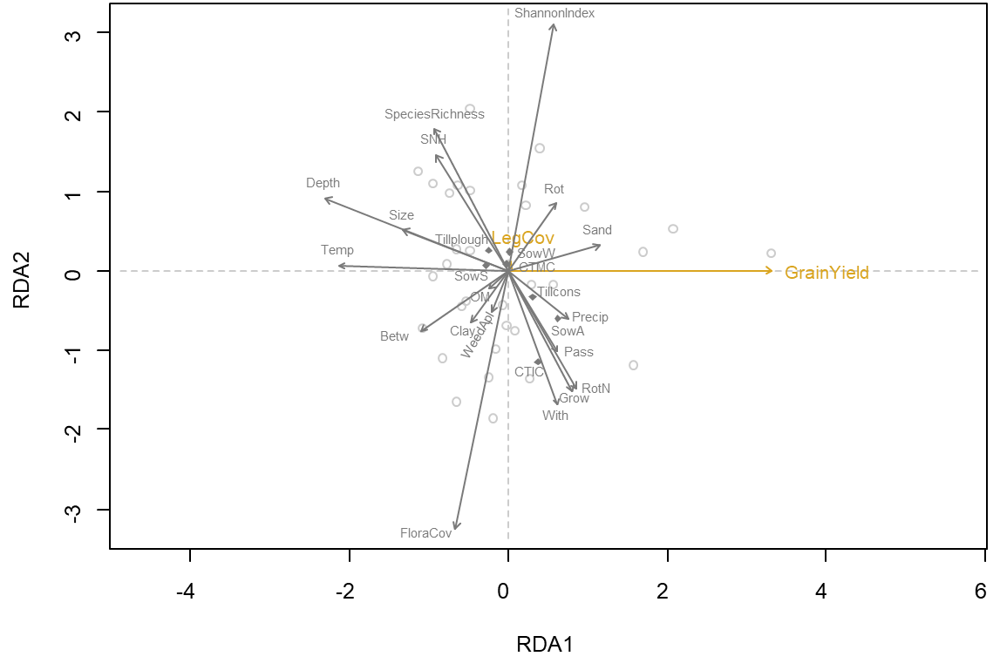 ShannonIndex
3
SpeciesRichness
2
SNH
Depth
Rot
1
Size
Sand
LegCov
Tillplough
Temp
SowW
CTMC
GrainYield
SowS
0
RDA2
Tillcons
OM
Precip
Clay
SowA
Betw
WeedApl
Pass
-1
CTIC
RotN
Grow
With
-2
-3
FloraCov
-4
-2
0
2
4
6
RDA1